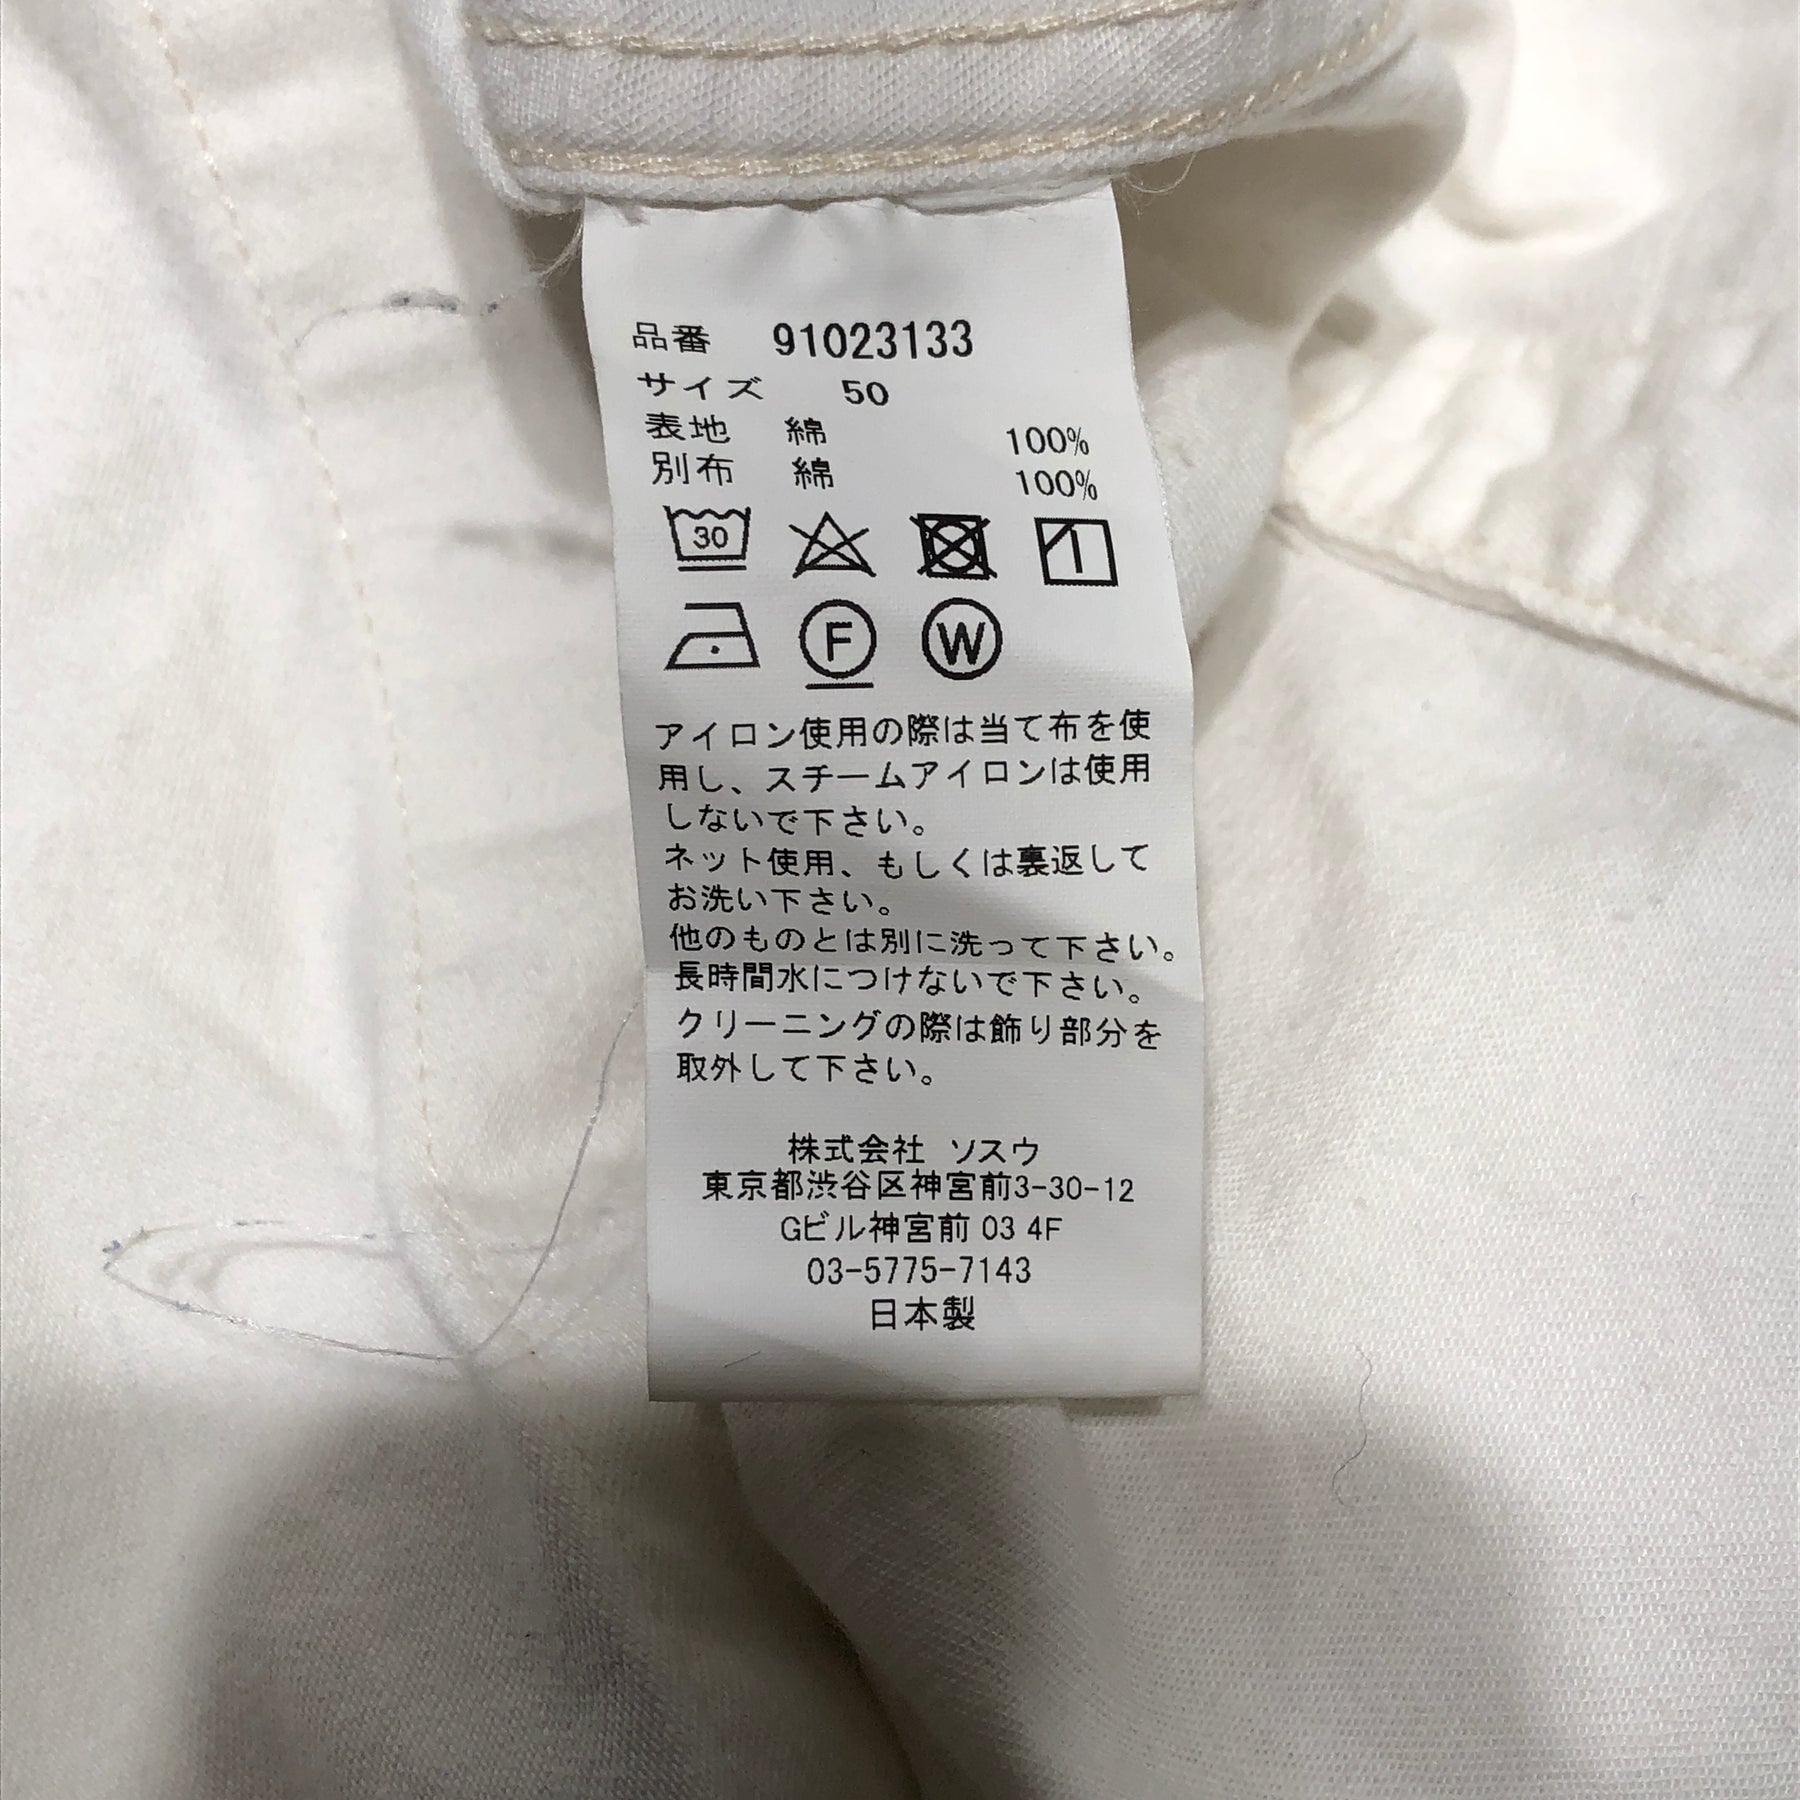 品番 91023133
サイズ 50
表地 綿 100%
別布 綿 100%
30
F W
アイロン使用の際は当て布を使
用し、スチームアイロンは使用
しないで下さい。
ネット使用、もしくは裏返して
お洗い下さい。
他のものとは別に洗って下さい。
長時間水につけないで下さい。
クリーニングの際は飾り部分を
取外して下さい。
株式会社 ソスウ
東京都渋谷区神宮前3-30-12
Gビル神宮前 03 4F
03-5775-7143
日本製